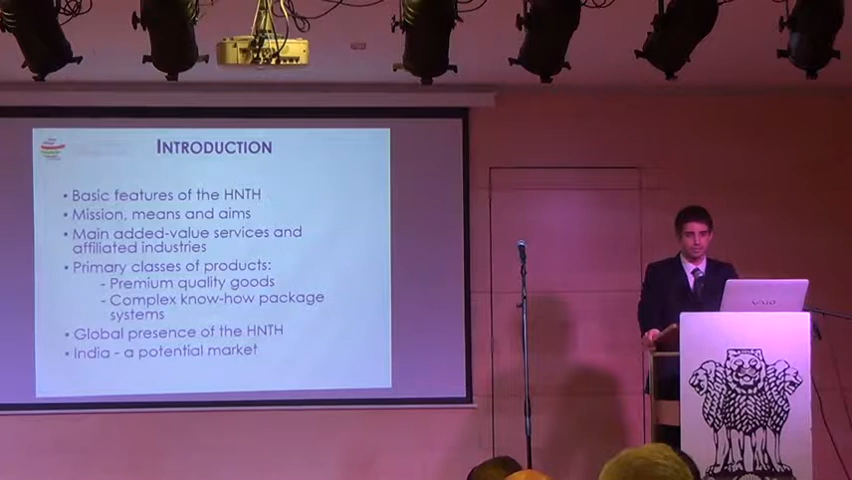 INTRODUCTION
• Basic features of the HNTH
• Mission, means and aims
• Main added-value services and
affiliated industries
• Primary classes of products:
- Premium quality goods
- Complex know-how package
systems
• Global presence of the HNTH
• India - a potential market
VAIO